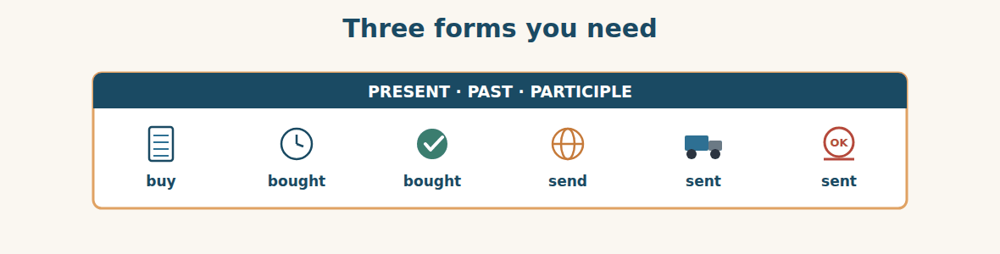 Three forms you need
PRESENT · PAST · PARTICIPLE
OK
buy bought bought send sent sent